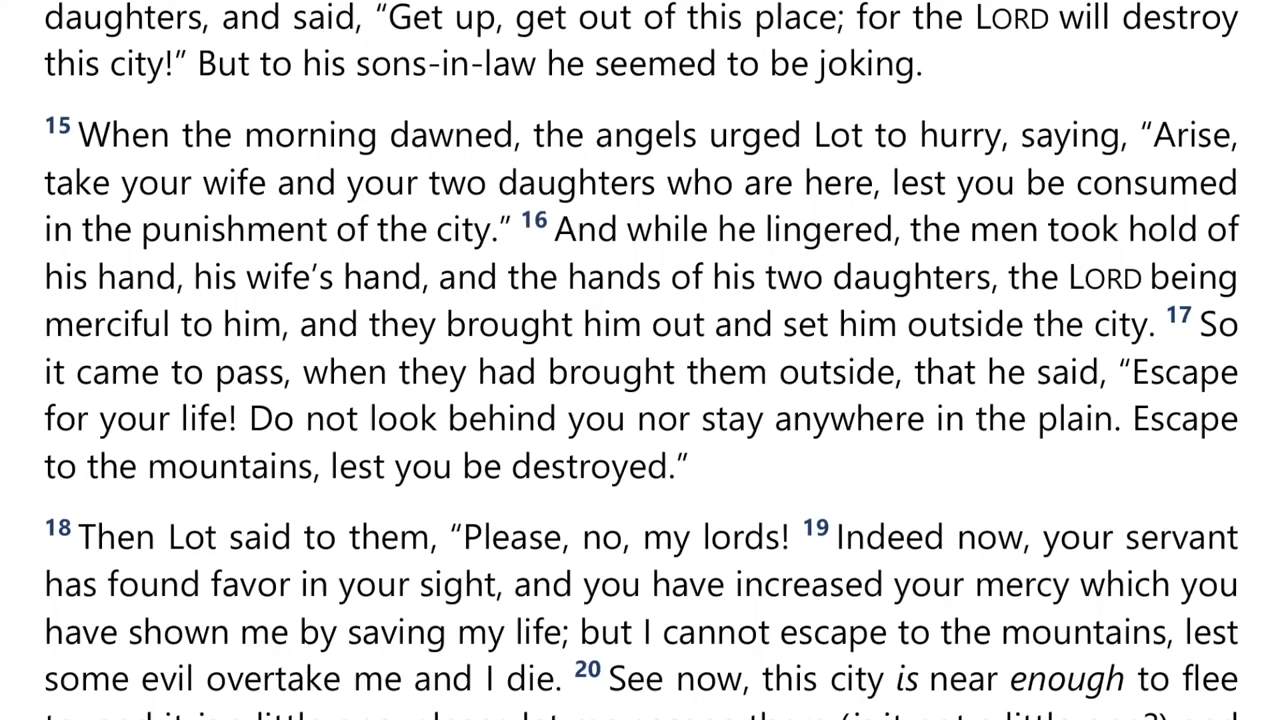 daughters, and said, “Get up, get out of this place; for the LORD will destroy
this city!” But to his sons-in-law he seemed to be joking.
15 When the morning dawned, the angels urged Lot to hurry, saying, “Arise,
take your wife and your two daughters who are here, lest you be consumed
in the punishment of the city.” 16 And while he lingered, the men took hold of
his hand, his wife’s hand, and the hands of his two daughters, the LORD being
merciful to him, and they brought him out and set him outside the city. 17 So
it came to pass, when they had brought them outside, that he said, “Escape
for your life! Do not look behind you nor stay anywhere in the plain. Escape
to the mountains, lest you be destroyed.”
18 Then Lot said to them, “Please, no, my lords! 19 Indeed now, your servant
has found favor in your sight, and you have increased your mercy which you
have shown me by saving my life; but I cannot escape to the mountains, lest
some evil overtake me and I die. 20 See now, this city is near enough to flee